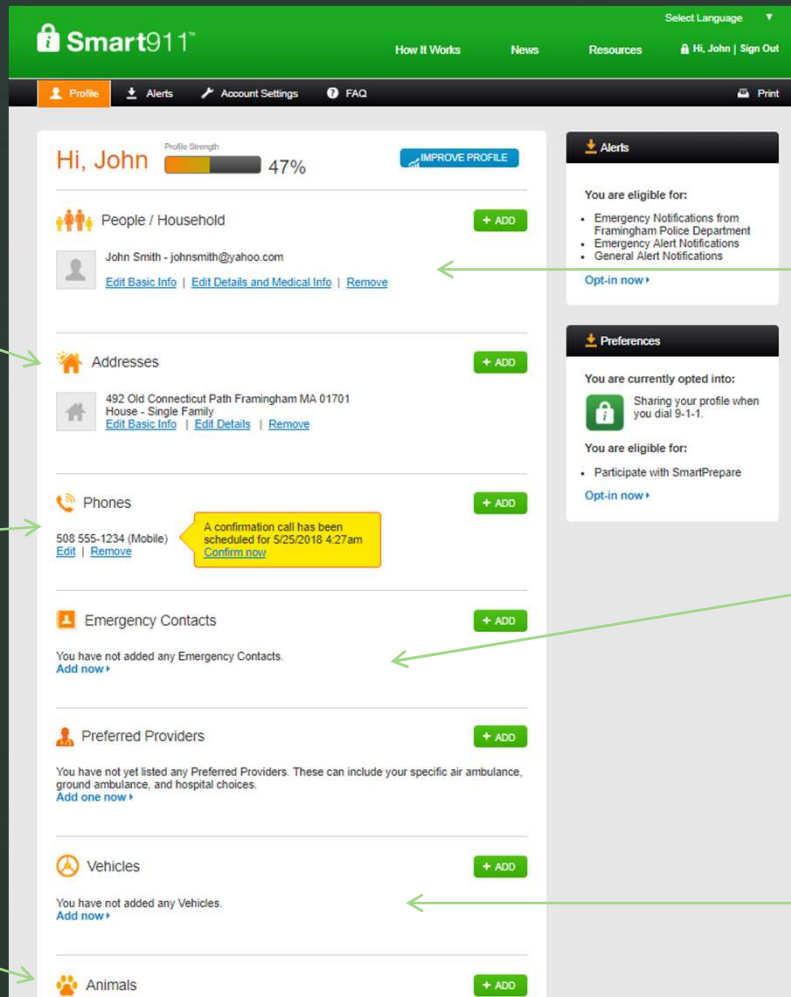 Select Language ▼
Smart911™
How It Works
News
Resources
Hi, John | Sign Out
Profile
Alerts
Account Settings
FAQ
Print
Hi, John
Profile Strength
47%
IMPROVE PROFILE
People / Household
+ ADD
John Smith - johnsmith@yahoo.com
Edit Basic Info | Edit Details and Medical Info | Remove
Addresses
+ ADD
492 Old Connecticut Path Framingham MA 01701
House - Single Family
Edit Basic Info | Edit Details | Remove
Phones
+ ADD
508 555-1234 (Mobile)
Edit | Remove
A confirmation call has been
scheduled for 5/25/2018 4:27am
Confirm now
Emergency Contacts
+ ADD
You have not added any Emergency Contacts.
Add now
Preferred Providers
+ ADD
You have not yet listed any Preferred Providers. These can include your specific air ambulance,
ground ambulance, and hospital choices.
Add one now
Vehicles
+ ADD
You have not added any Vehicles.
Add now
Animals
+ ADD
Alerts
You are eligible for:
• Emergency Notifications from
Framingham Police Department
• Emergency Alert Notifications
• General Alert Notifications
Opt-in now
Preferences
You are currently opted into:
Sharing your profile when
you dial 9-1-1.
You are eligible for:
• Participate with SmartPrepare
Opt-in now